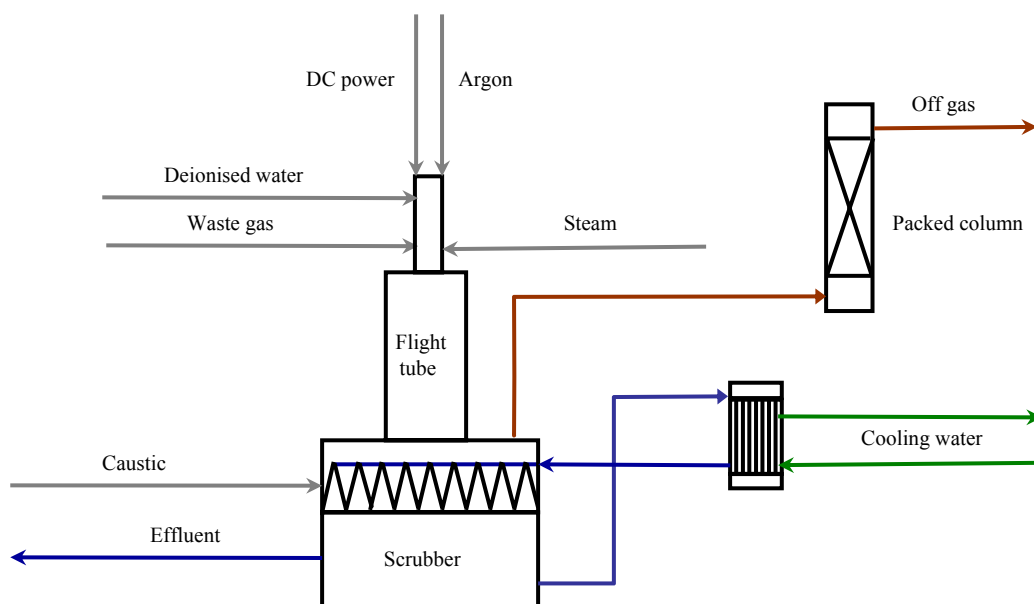 DC power
Argon
Off gas
Deionised water
Waste gas
Steam
Packed column
Flight
tube
Cooling water
Caustic
Effluent
Scrubber